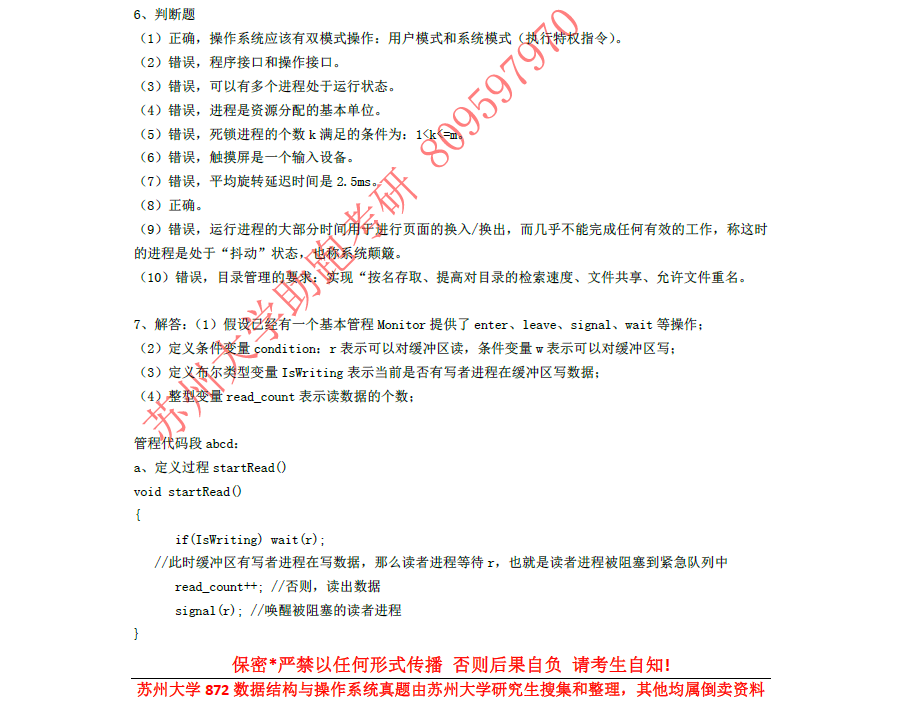 6、判断题
（1）正确，操作系统应该有双模式操作：用户模式和系统模式（执行特权指令）。
（2）错误，程序接口和操作接口。
（3）错误，可以有多个进程处于运行状态。
（4）错误，进程是资源分配的基本单位。
（5）错误，死锁进程的个数 k 满足的条件为：1<k<=m。
（6）错误，触摸屏是一个输入设备。
（7）错误，平均旋转延迟时间是 2.5ms。
（8）正确。
（9）错误，运行进程的大部分时间用于进行页面的换入/换出，而几乎不能完成任何有效的工作，称这时
的进程是处于“抖动”状态，也称系统颠簸。
（10）错误，目录管理的要求：实现“按名存取、提高对目录的检索速度、文件共享、允许文件重名。
7、解答：（1）假设已经有一个基本管程 Monitor 提供了 enter、leave、signal、wait 等操作；
（2）定义条件变量 condition：r 表示可以对缓冲区读，条件变量 w 表示可以对缓冲区写；
（3）定义布尔类型变量 IsWriting 表示当前是否有写者进程在缓冲区写数据；
（4）整型变量 read_count 表示读数据的个数；
管程代码段 abcd：
a、定义过程 startRead()
void startRead()
{
if(IsWriting) wait(r);
//此时缓冲区有写者进程在写数据，那么读者进程等待 r，也就是读者进程被阻塞到紧急队列中
read_count++; //否则，读出数据
signal(r); //唤醒被阻塞的读者进程
}
苏州大学助跑考研 809597970
保密*严禁以任何形式传播 否则后果自负 请考生自知!
苏州大学 872 数据结构与操作系统真题由苏州大学研究生搜集和整理，其他均属倒卖资料